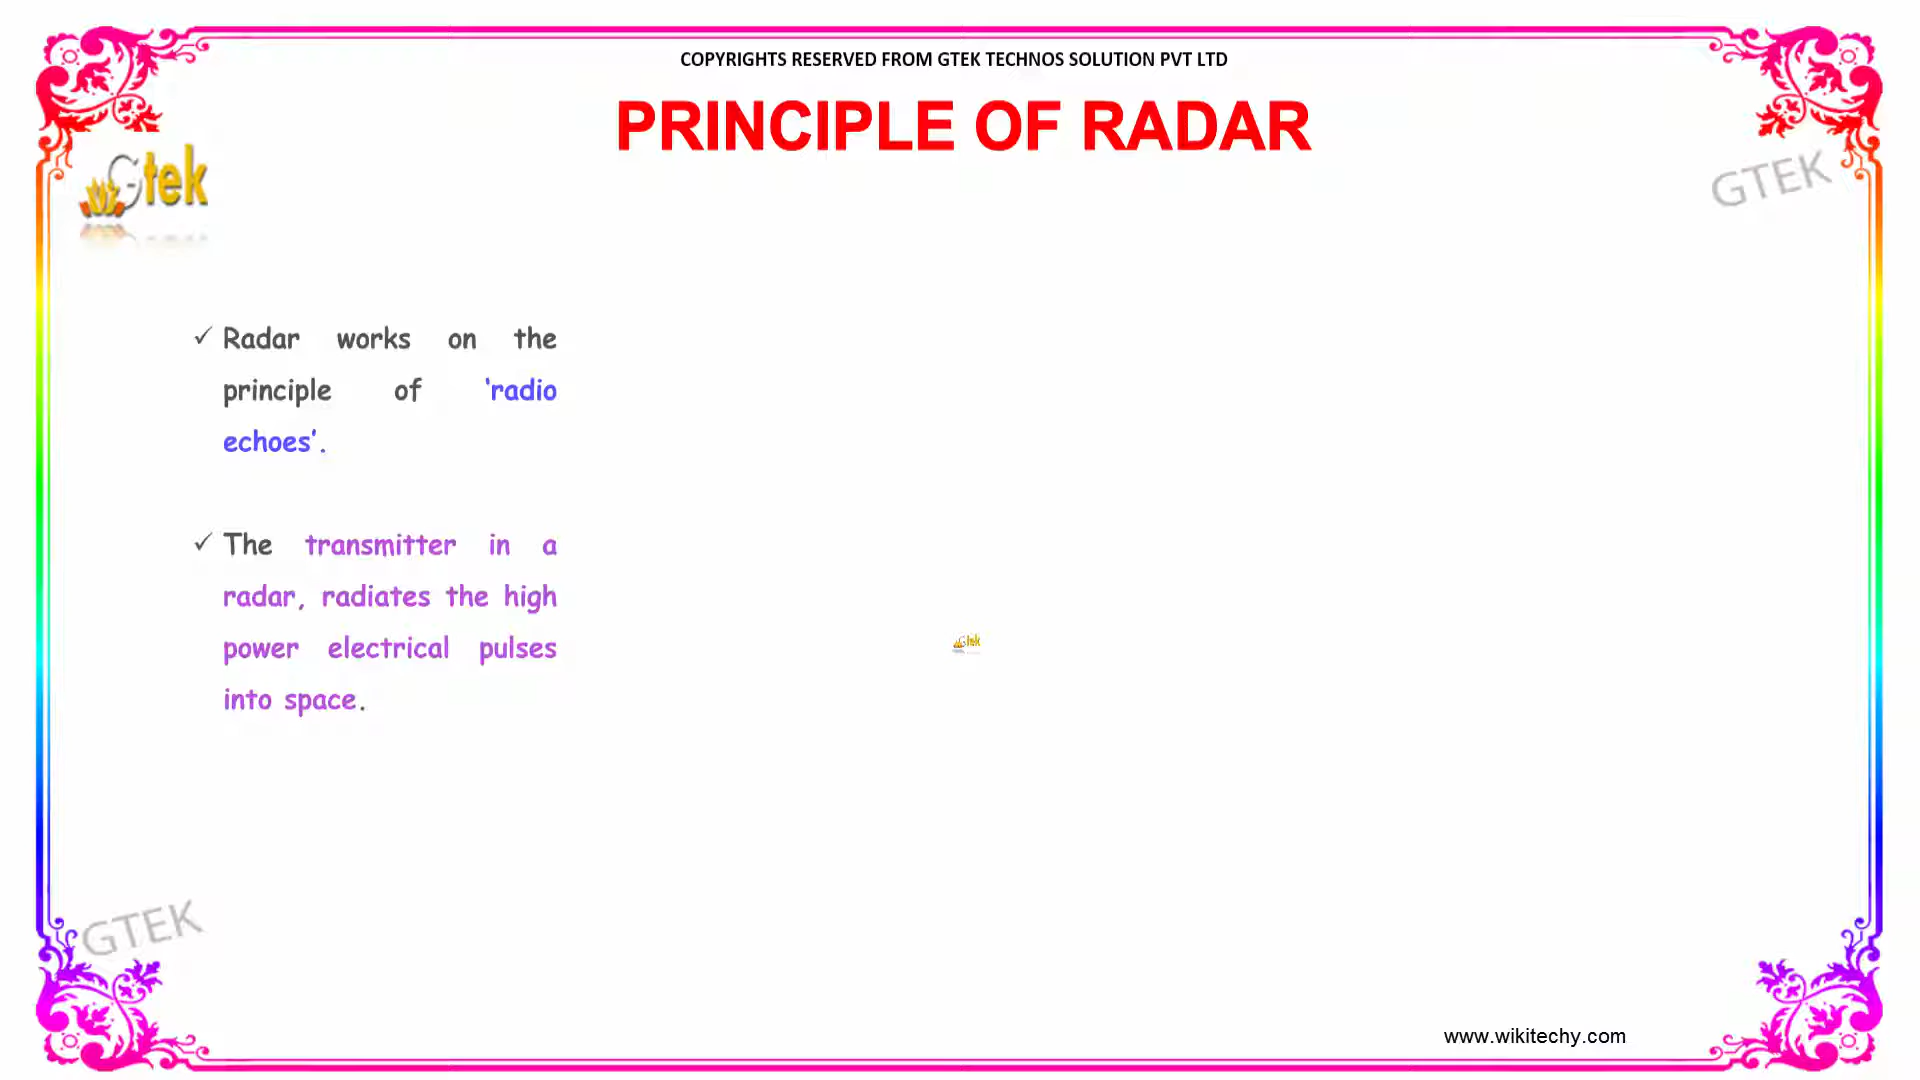 COPYRIGHTS RESERVED FROM GTEK TECHNOS SOLUTION PVT LTD
PRINCIPLE OF RADAR
Gtek
GTEK
✓ Radar works on the
principle of ‘radio
echoes’.
✓ The transmitter in a
radar, radiates the high
power electrical pulses
into space.
Gtek
GTEK
www.wikitechy.com